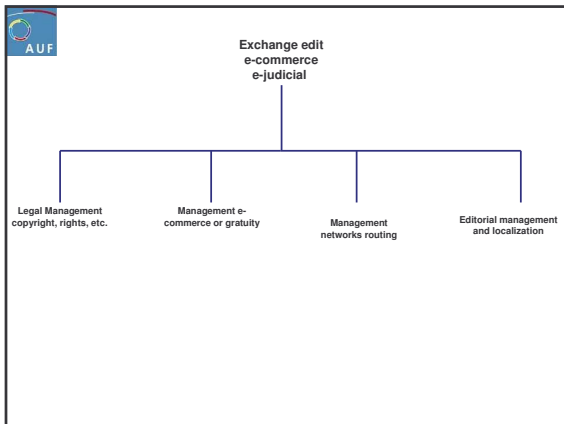 AUF
Exchange edit
e-commerce
e-judicial
Legal Management
copyright, rights, etc.
Management e-
commerce or gratuity
Management
networks routing
Editorial management
and localization